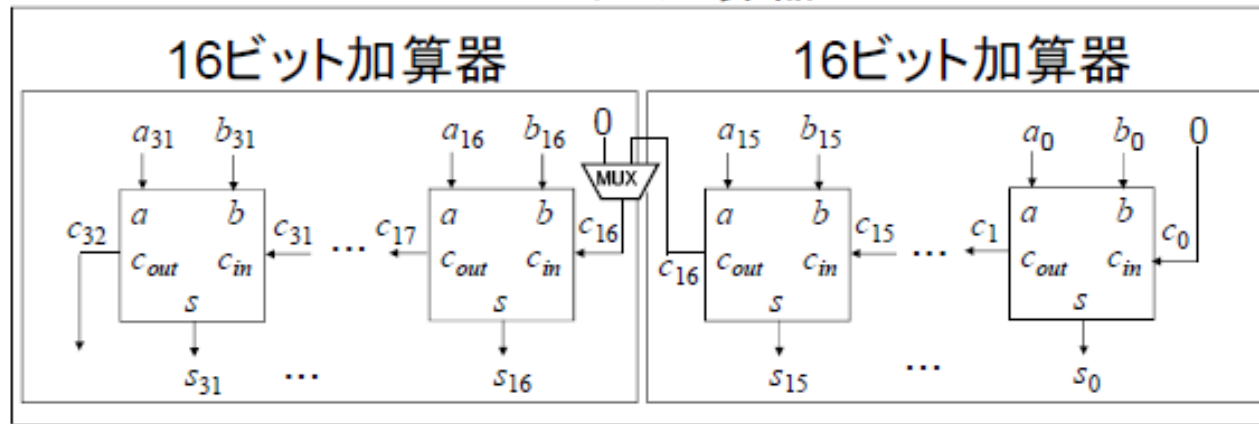 16ビット加算器 16ビット加算器
a31 b31 a16 b16 0 a15 b15 a0 b0 0
MUX
a b a b a b a b
c32 c31 ... c17 c16 c16 c15 ... c1 c0
cout cin cout cin cout cin cout cin
s s s s
s31 ... s16 s15 ... s0